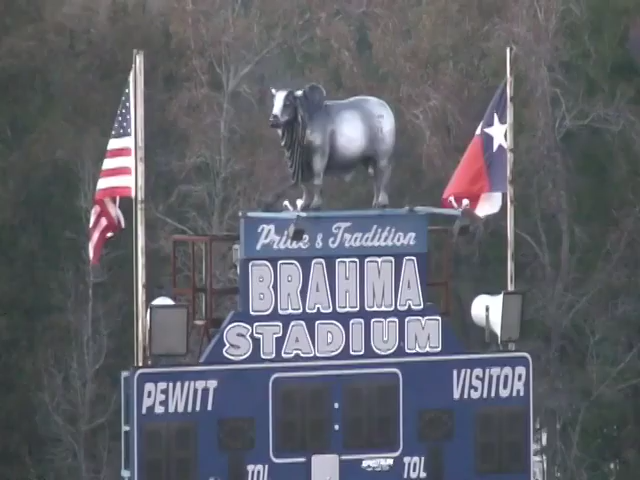 Pride & Tradition
BRAHMA
STADIUM
PEWITT VISITOR
TOL TOL